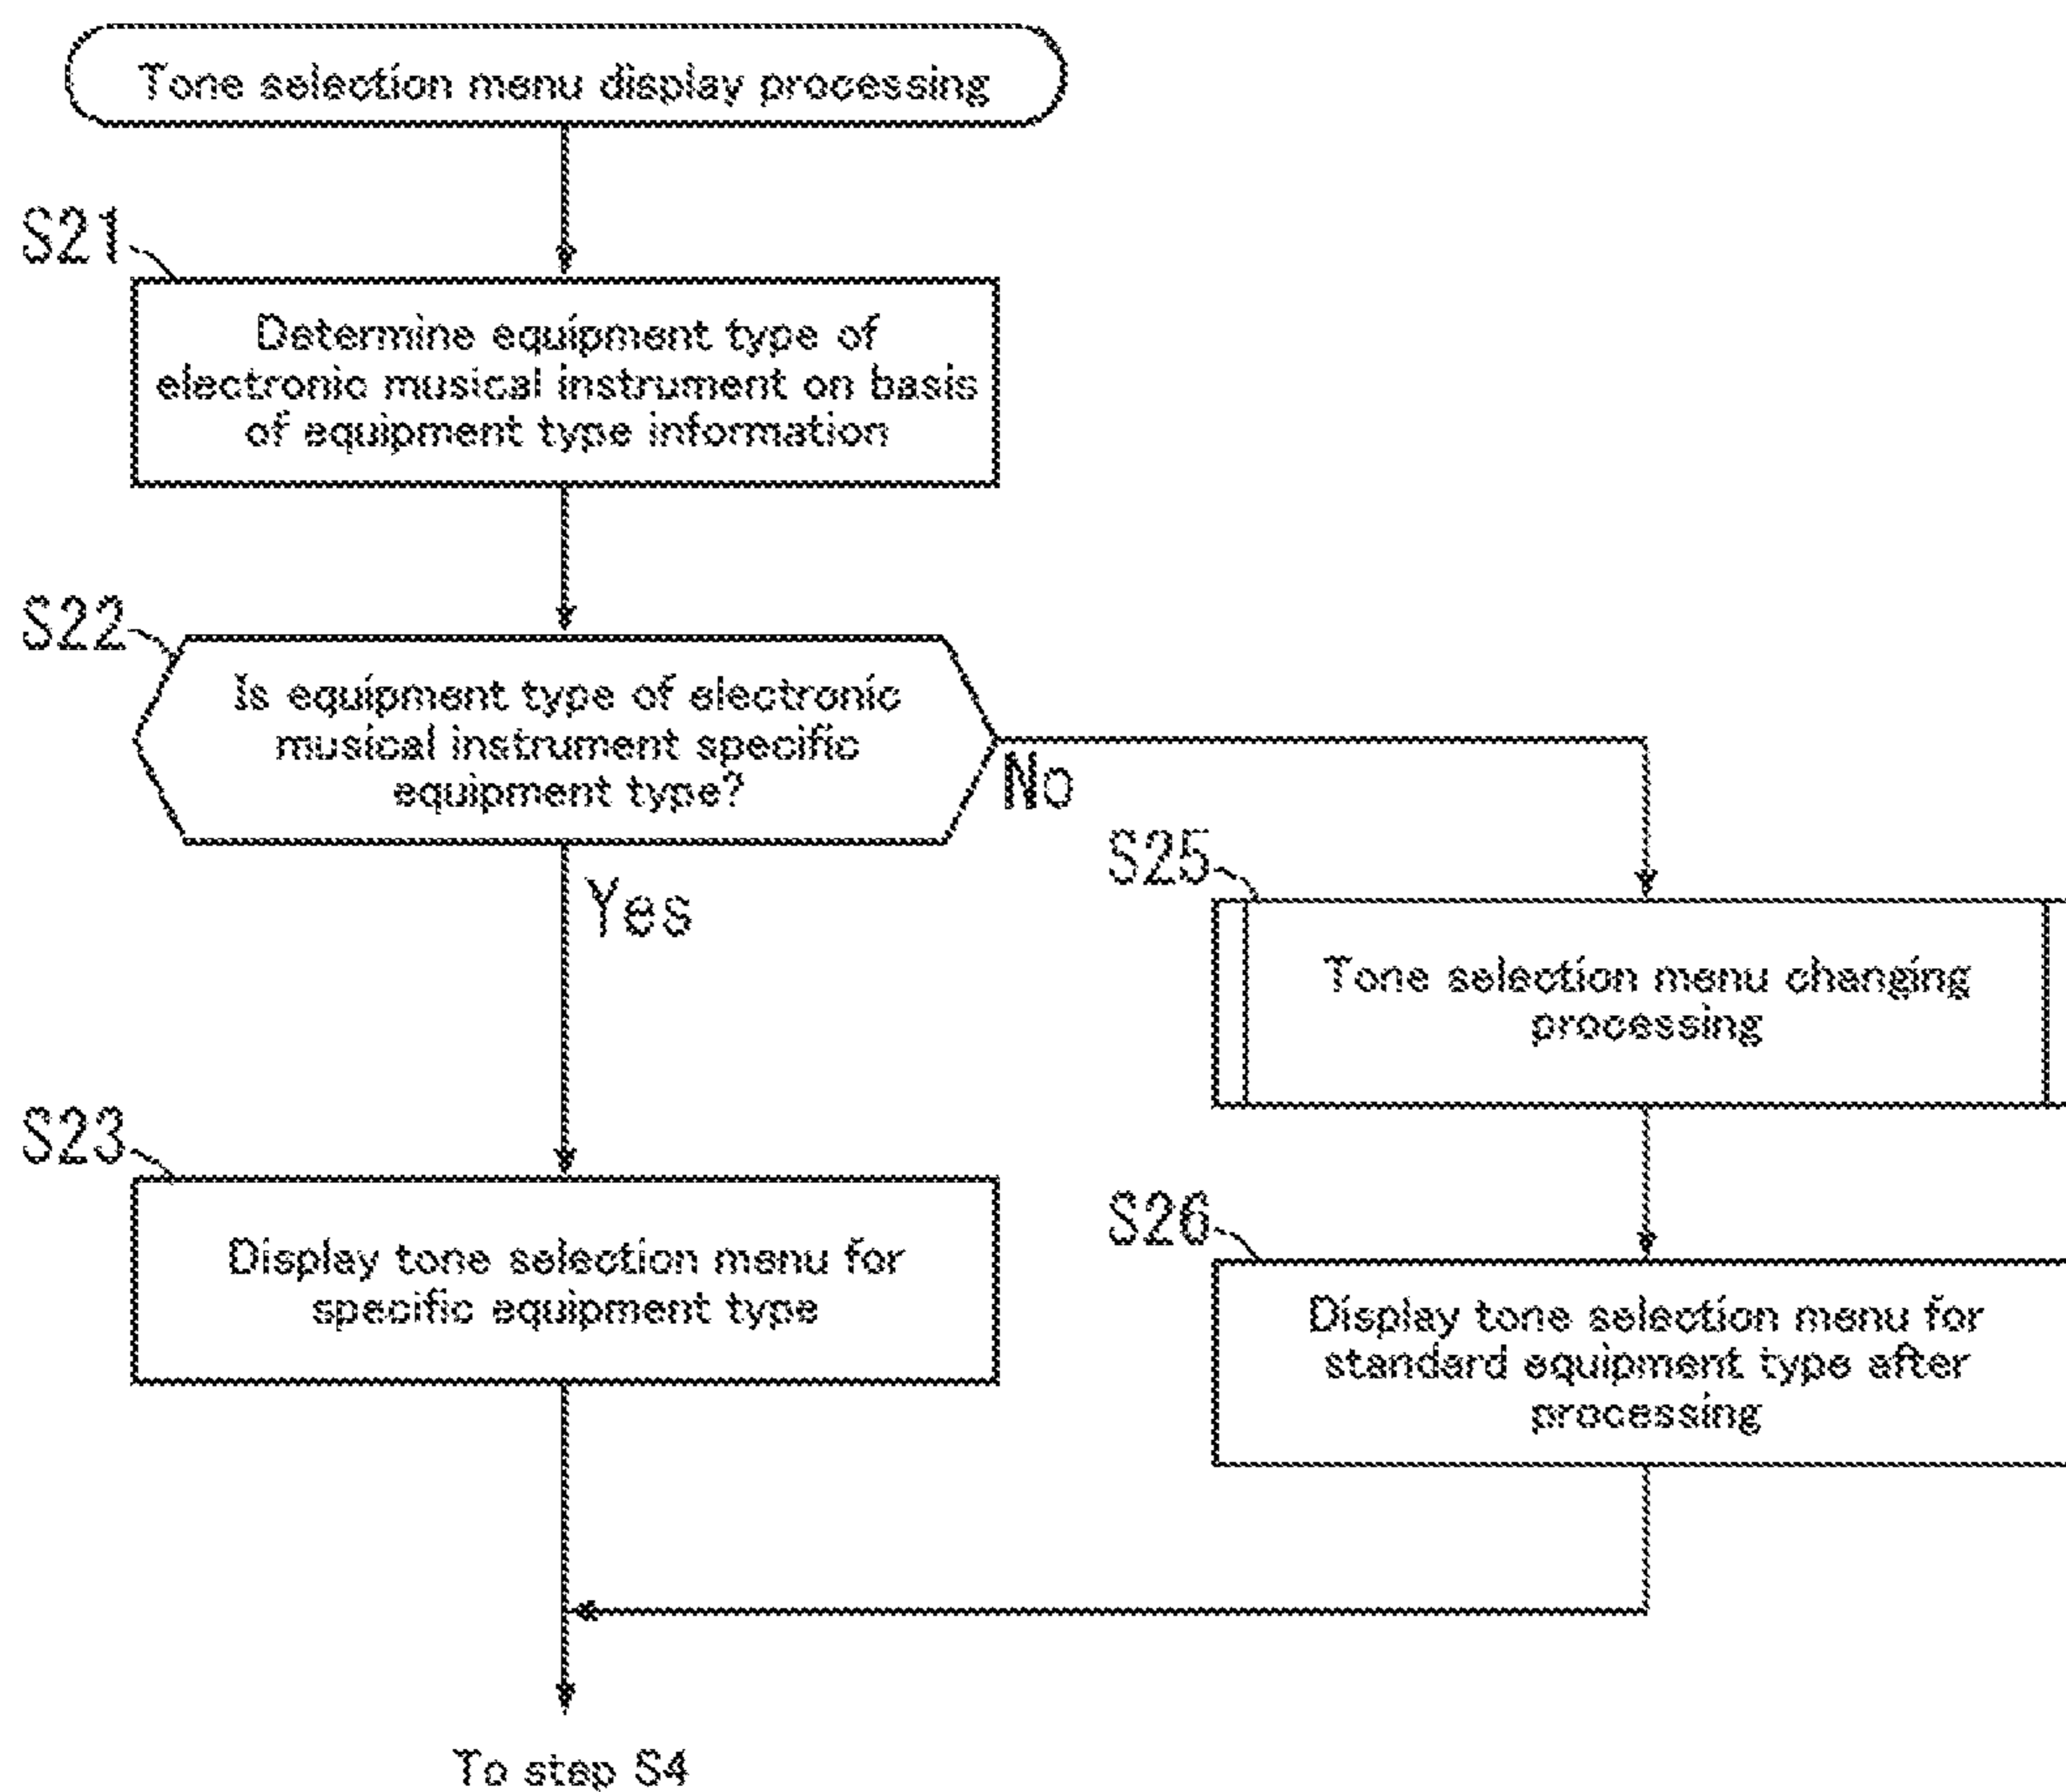 Tone selection menu display processing
S21
Determine equipment type of
electronic musical instrument on basis
of equipment type information
S22
Is equipment type of electronic
musical instrument specific
equipment type?
No
Yes
S25
Tone selection menu changing
processing
S23
Display tone selection menu for
specific equipment type
S26
Display tone selection menu for
standard equipment type after
processing
To step S4